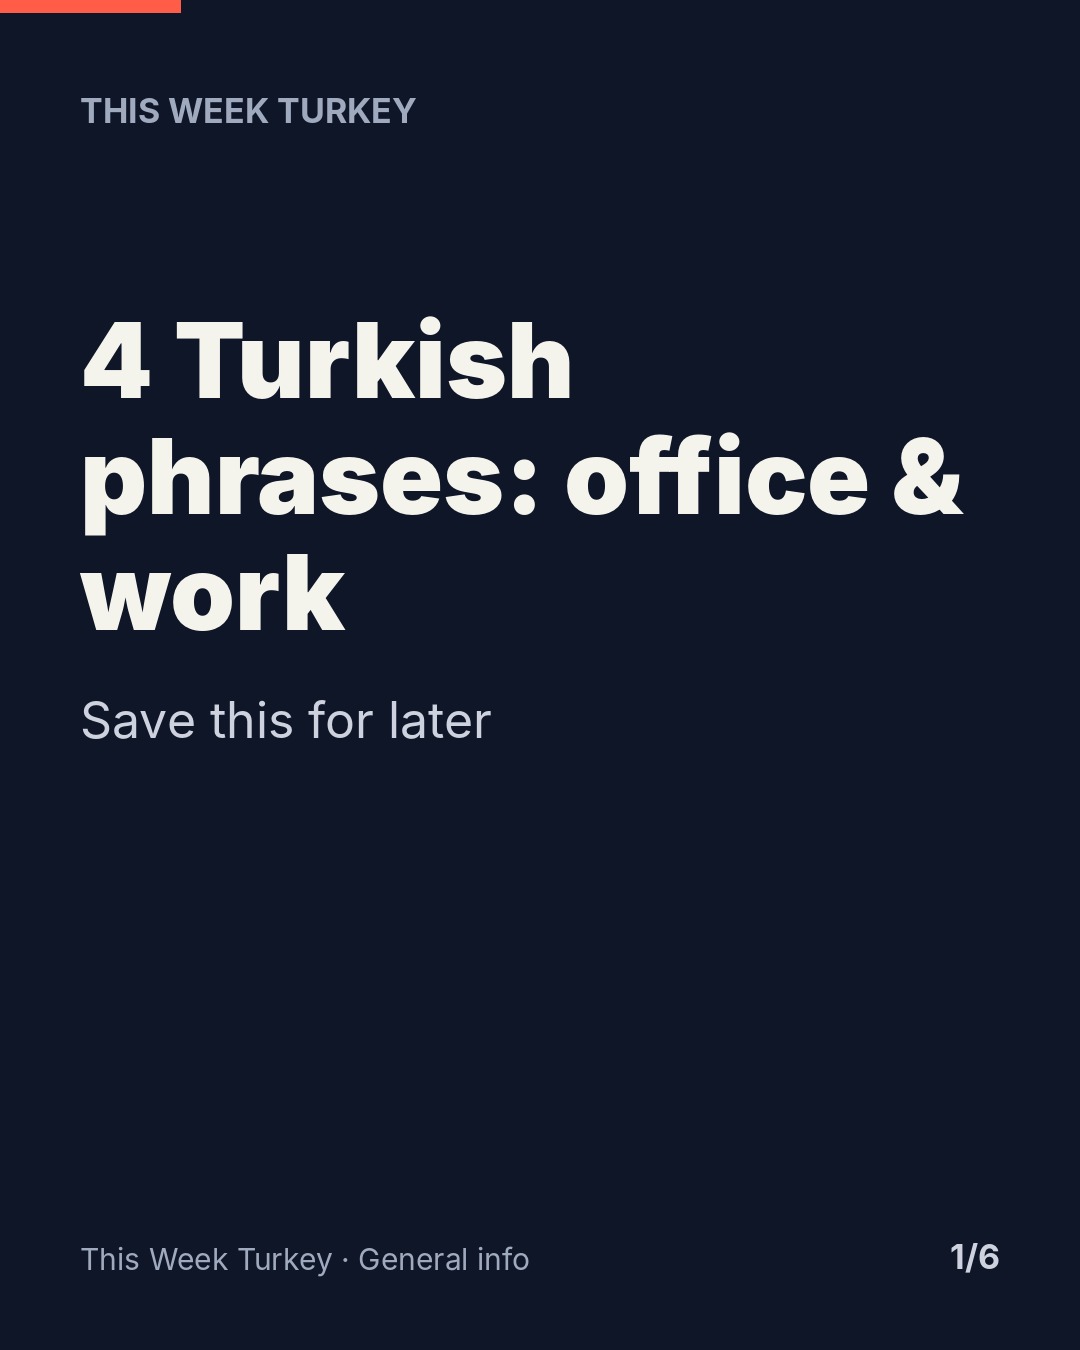 THIS WEEK TURKEY
4 Turkish
phrases: office &
work
Save this for later
This Week Turkey · General info
1/6